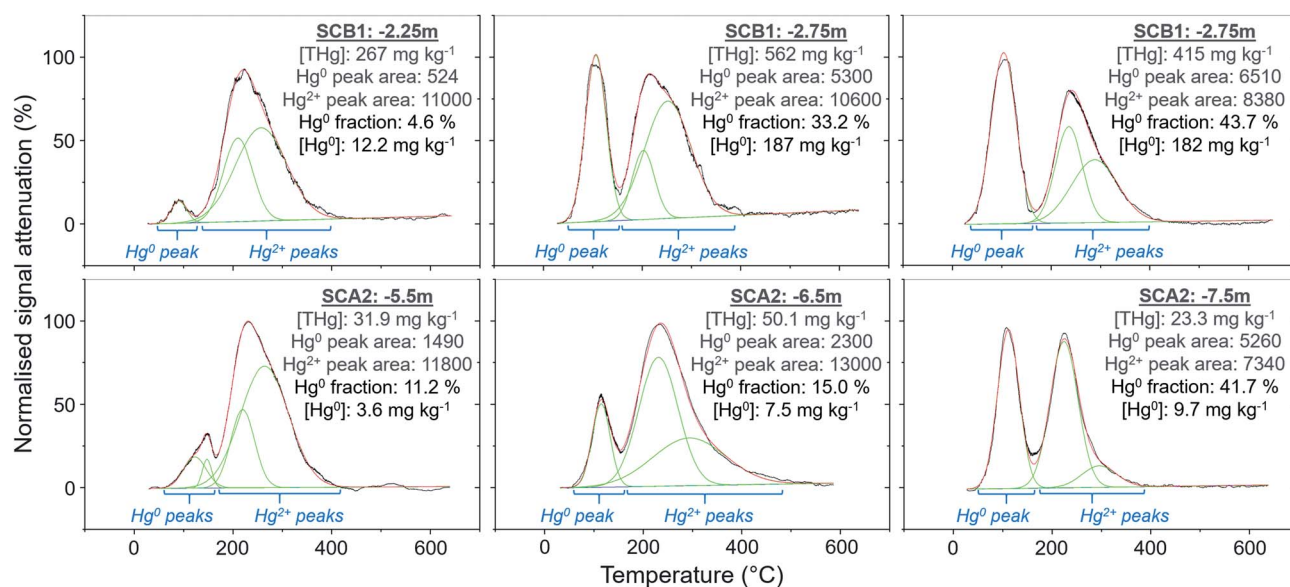 Normalised signal attenuation (%)
SCB1: -2.25m
[THg]: 267 mg kg⁻¹
Hg⁰ peak area: 524
Hg²⁺ peak area: 11000
Hg⁰ fraction: 4.6 %
[Hg⁰]: 12.2 mg kg⁻¹
100
50
0
Hg⁰ peak
Hg²⁺ peaks
SCB1: -2.75m
[THg]: 562 mg kg⁻¹
Hg⁰ peak area: 5300
Hg²⁺ peak area: 10600
Hg⁰ fraction: 33.2 %
[Hg⁰]: 187 mg kg⁻¹
Hg⁰ peak
Hg²⁺ peaks
SCB1: -2.75m
[THg]: 415 mg kg⁻¹
Hg⁰ peak area: 6510
Hg²⁺ peak area: 8380
Hg⁰ fraction: 43.7 %
[Hg⁰]: 182 mg kg⁻¹
Hg⁰ peak
Hg²⁺ peaks
SCA2: -5.5m
[THg]: 31.9 mg kg⁻¹
Hg⁰ peak area: 1490
Hg²⁺ peak area: 11800
Hg⁰ fraction: 11.2 %
[Hg⁰]: 3.6 mg kg⁻¹
100
50
0
Hg⁰ peaks
Hg²⁺ peaks
0 200 400 600
SCA2: -6.5m
[THg]: 50.1 mg kg⁻¹
Hg⁰ peak area: 2300
Hg²⁺ peak area: 13000
Hg⁰ fraction: 15.0 %
[Hg⁰]: 7.5 mg kg⁻¹
Hg⁰ peak
Hg²⁺ peaks
0 200 400 600
SCA2: -7.5m
[THg]: 23.3 mg kg⁻¹
Hg⁰ peak area: 5260
Hg²⁺ peak area: 7340
Hg⁰ fraction: 41.7 %
[Hg⁰]: 9.7 mg kg⁻¹
Hg⁰ peak
Hg²⁺ peaks
0 200 400 600
Temperature (°C)